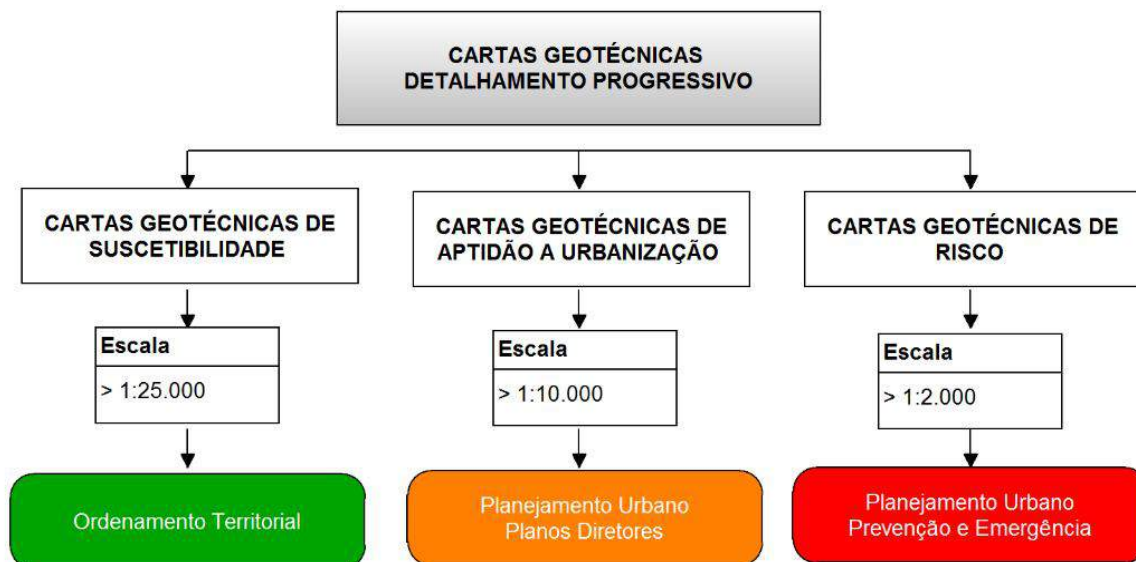 CARTAS GEOTÉCNICAS
DETALHAMENTO PROGRESSIVO
CARTAS GEOTÉCNICAS DE
SUSCETIBILIDADE
Escala
> 1:25.000
Ordenamento Territorial
CARTAS GEOTÉCNICAS DE
APTIDÃO A URBANIZAÇÃO
Escala
> 1:10.000
Planejamento Urbano
Planos Diretores
CARTAS GEOTÉCNICAS DE
RISCO
Escala
> 1:2.000
Planejamento Urbano
Prevenção e Emergência